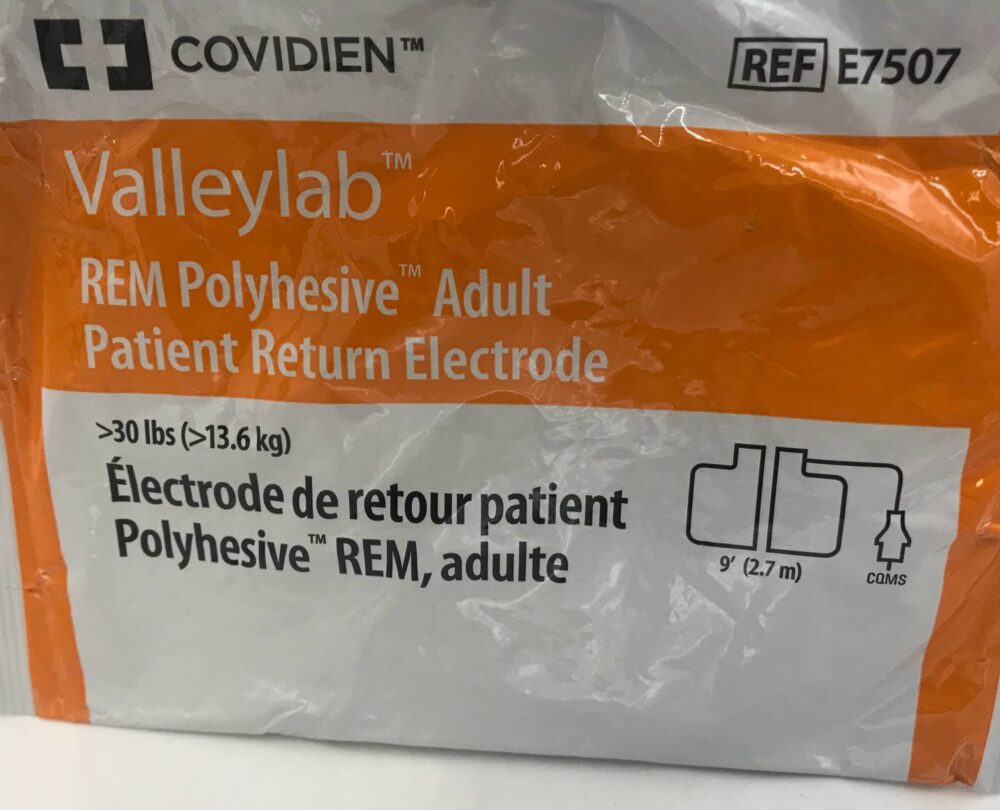 COVIDIEN™
REF E7507
Valleylab™
REM Polyhesive™ Adult
Patient Return Electrode
>30 lbs (>13.6 kg)
Électrode de retour patient
Polyhesive™ REM, adulte
9' (2.7 m)
CQMS